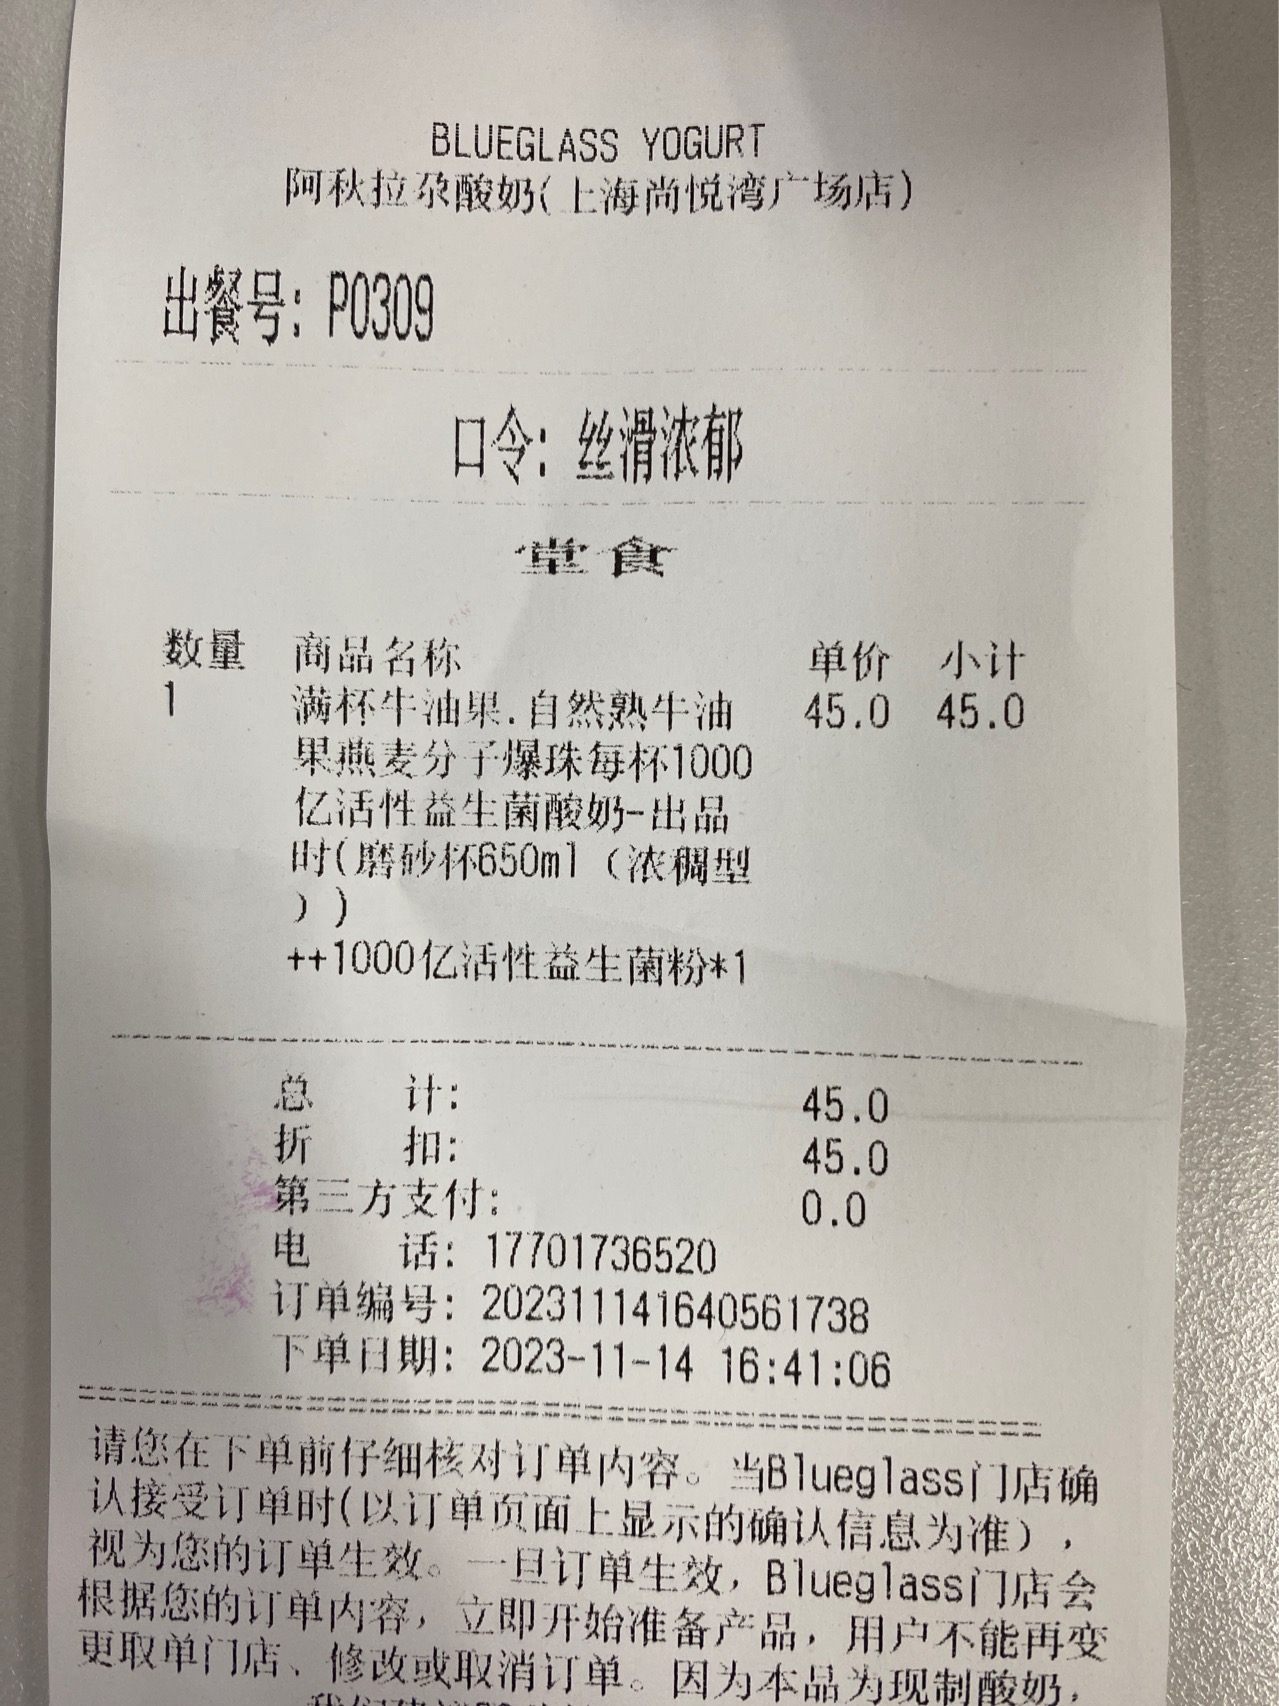 BLUEGLASS YOGURT
阿秋拉尕酸奶(上海尚悦湾广场店)
出餐号: P0309
口令: 丝滑浓郁
堂食
数量 商品名称 单价 小计
1 满杯牛油果.自然熟牛油 45.0 45.0
果燕麦分子爆珠每杯1000
亿活性益生菌酸奶-出品
时(磨砂杯650ml（浓稠型
）)
++1000亿活性益生菌粉*1
总 计: 45.0
折 扣: 45.0
第三方支付: 0.0
电 话: 17701736520
订单编号: 202311141640561738
下单日期: 2023-11-14 16:41:06
请您在下单前仔细核对订单内容。当Blueglass门店确
认接受订单时(以订单页面上显示的确认信息为准)，
视为您的订单生效。一旦订单生效，Blueglass门店会
根据您的订单内容，立即开始准备产品，用户不能再变
更取单门店、修改或取消订单。因为本品为现制酸奶，